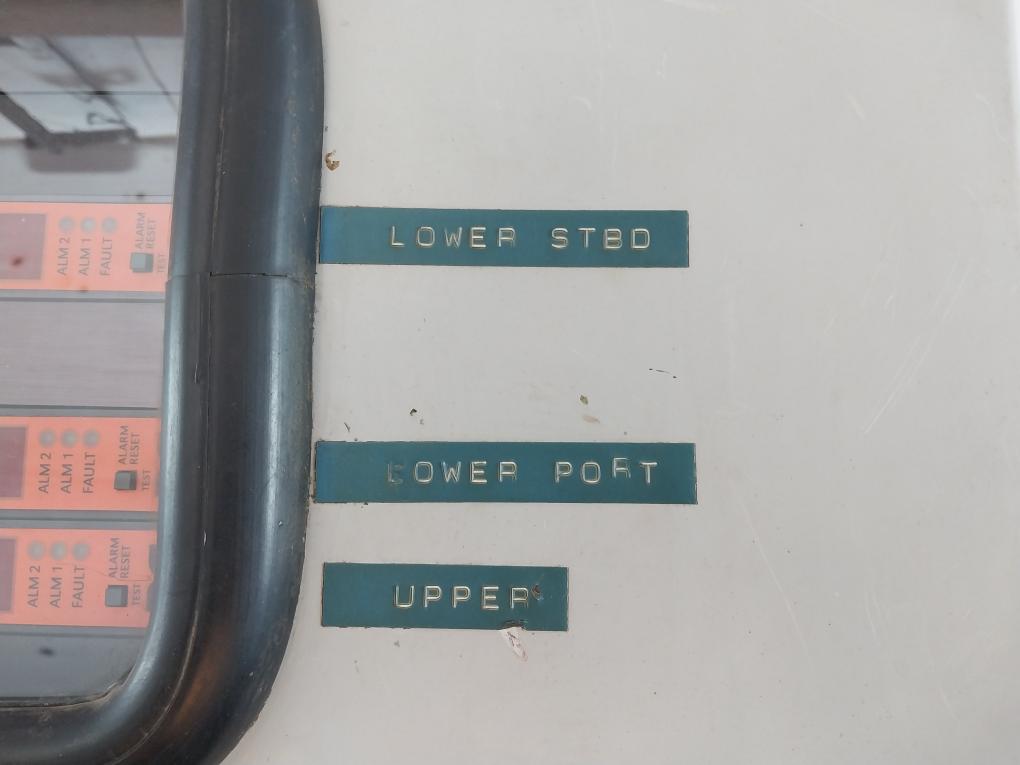 ALM 2
ALM 1
FAULT
ALARM
RESET
TEST
LOWER STBD
ALM 2
ALM 1
FAULT
ALARM
RESET
TEST
LOWER PORT
ALM 2
ALM 1
FAULT
ALARM
RESET
TEST
UPPER